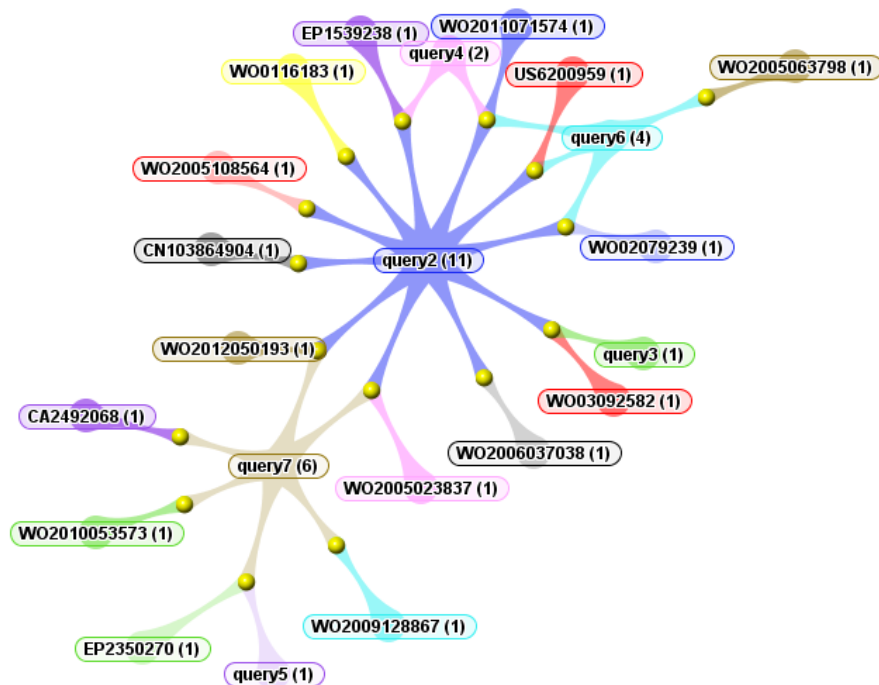 EP1539238 (1)
WO2011071574 (1)
query4 (2)
WO0116183 (1)
US6200959 (1)
WO2005063798 (1)
query6 (4)
WO2005108564 (1)
CN103864904 (1)
query2 (11)
WO02079239 (1)
WO2012050193 (1)
query3 (1)
WO03092582 (1)
CA2492068 (1)
WO2006037038 (1)
query7 (6)
WO2005023837 (1)
WO2010053573 (1)
WO2009128867 (1)
EP2350270 (1)
query5 (1)